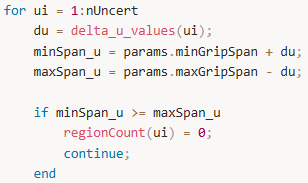 for ui = 1:nUncert
    du = delta_u_values(ui);
    minSpan_u = params.minGripSpan + du;
    maxSpan_u = params.maxGripSpan - du;

    if minSpan_u >= maxSpan_u
        regionCount(ui) = 0;
        continue;
    end